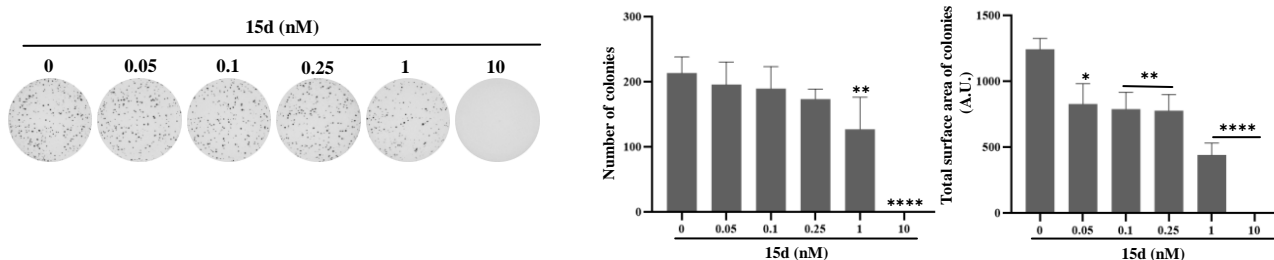 15d (nM)
0 0.05 0.1 0.25 1 10
Number of colonies
300
200
100
0
**
****
0 0.05 0.1 0.25 1 10
15d (nM)
Total surface area of colonies
(A.U.)
1500
1000
500
0
*
**
****
0 0.05 0.1 0.25 1 10
15d (nM)